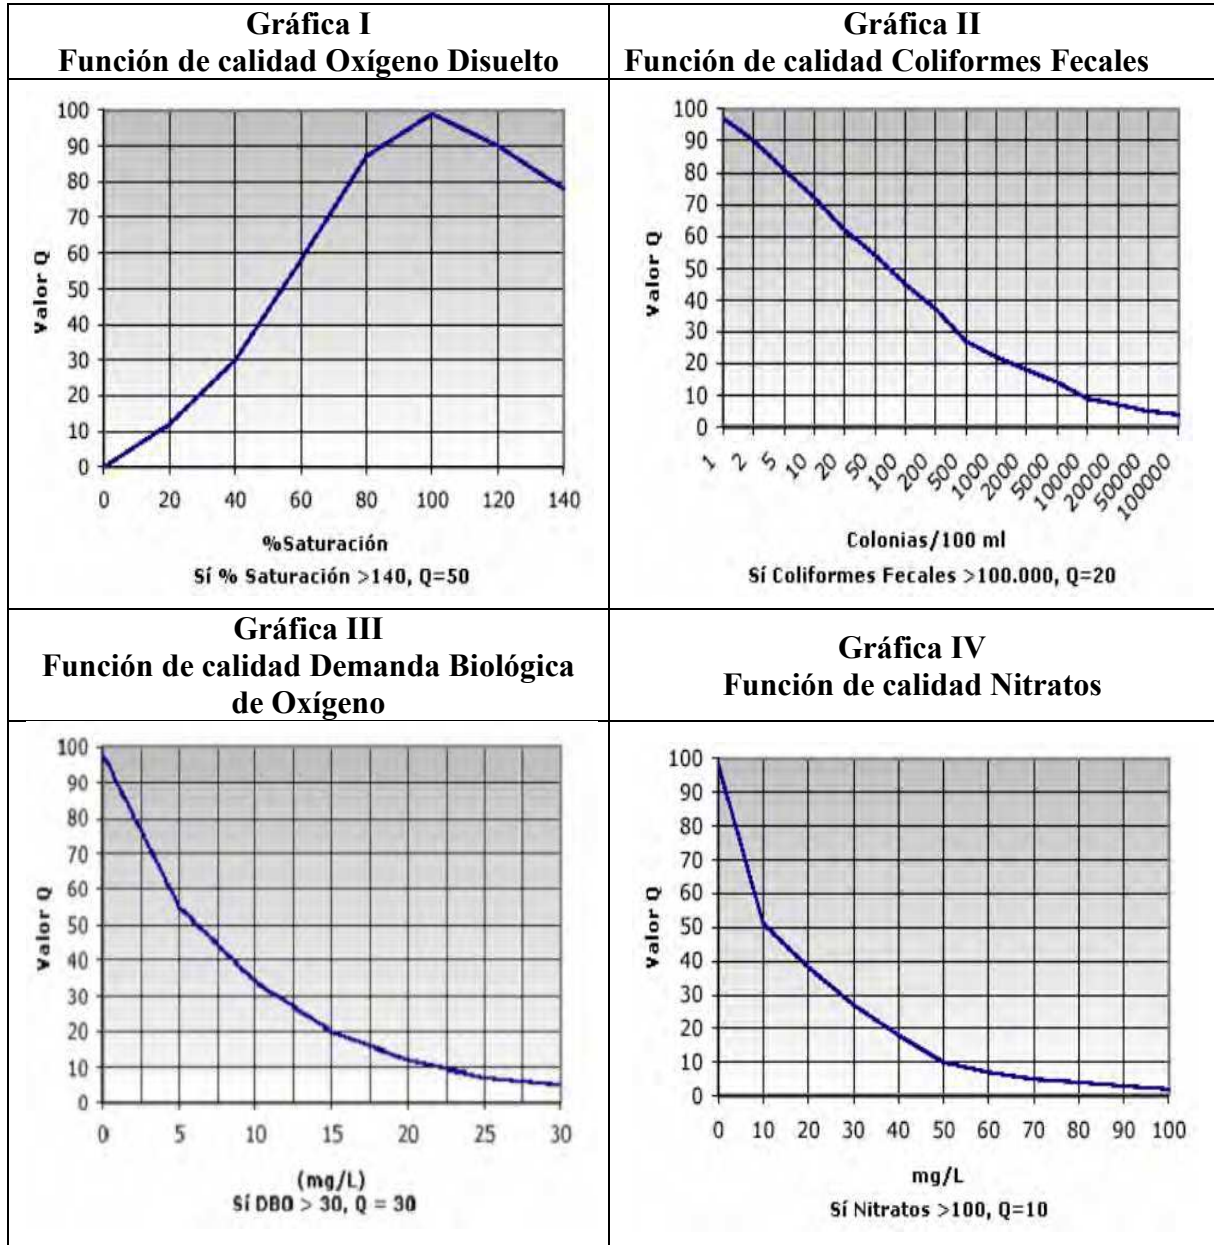 Gráfica I
Función de calidad Oxígeno Disuelto
100
90
80
70
60
50
40
30
20
10
0
Valor Q
0 20 40 60 80 100 120 140
%Saturación
Sí % Saturación >140, Q=50
Gráfica II
Función de calidad Coliformes Fecales
100
90
80
70
60
50
40
30
20
10
0
Valor Q
1 2 5 10 20 50 100 200 500 1000 2000 5000 10000 20000 50000 100000
Colonias/100 ml
Sí Coliformes Fecales >100.000, Q=20
Gráfica III
Función de calidad Demanda Biológica
de Oxígeno
100
90
80
70
60
50
40
30
20
10
0
Valor Q
0 5 10 15 20 25 30
(mg/L)
Sí DBO > 30, Q = 30
Gráfica IV
Función de calidad Nitratos
100
90
80
70
60
50
40
30
20
10
0
Valor Q
0 10 20 30 40 50 60 70 80 90 100
mg/L
Sí Nitratos >100, Q=10